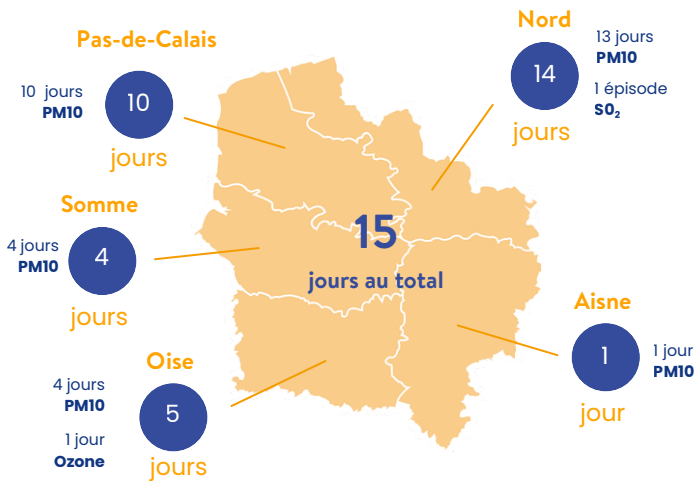 Pas-de-Calais
10 jours
PM10
10
jours
Nord
13 jours
PM10
14
1 épisode
SO₂
jours
Somme
4 jours
PM10
4
jours
15
jours au total
Aisne
1
1 jour
PM10
jour
Oise
4 jours
PM10
5
1 jour
Ozone
jours